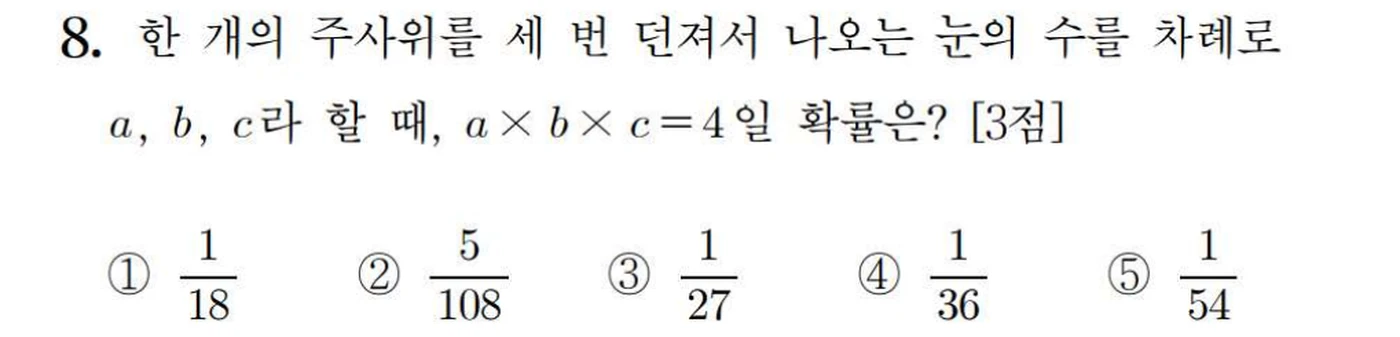 8. 한 개의 주사위를 세 번 던져서 나오는 눈의 수를 차례로
a, b, c라 할 때, a × b × c = 4일 확률은? [3점]
① 1/18 ② 5/108 ③ 1/27 ④ 1/36 ⑤ 1/54